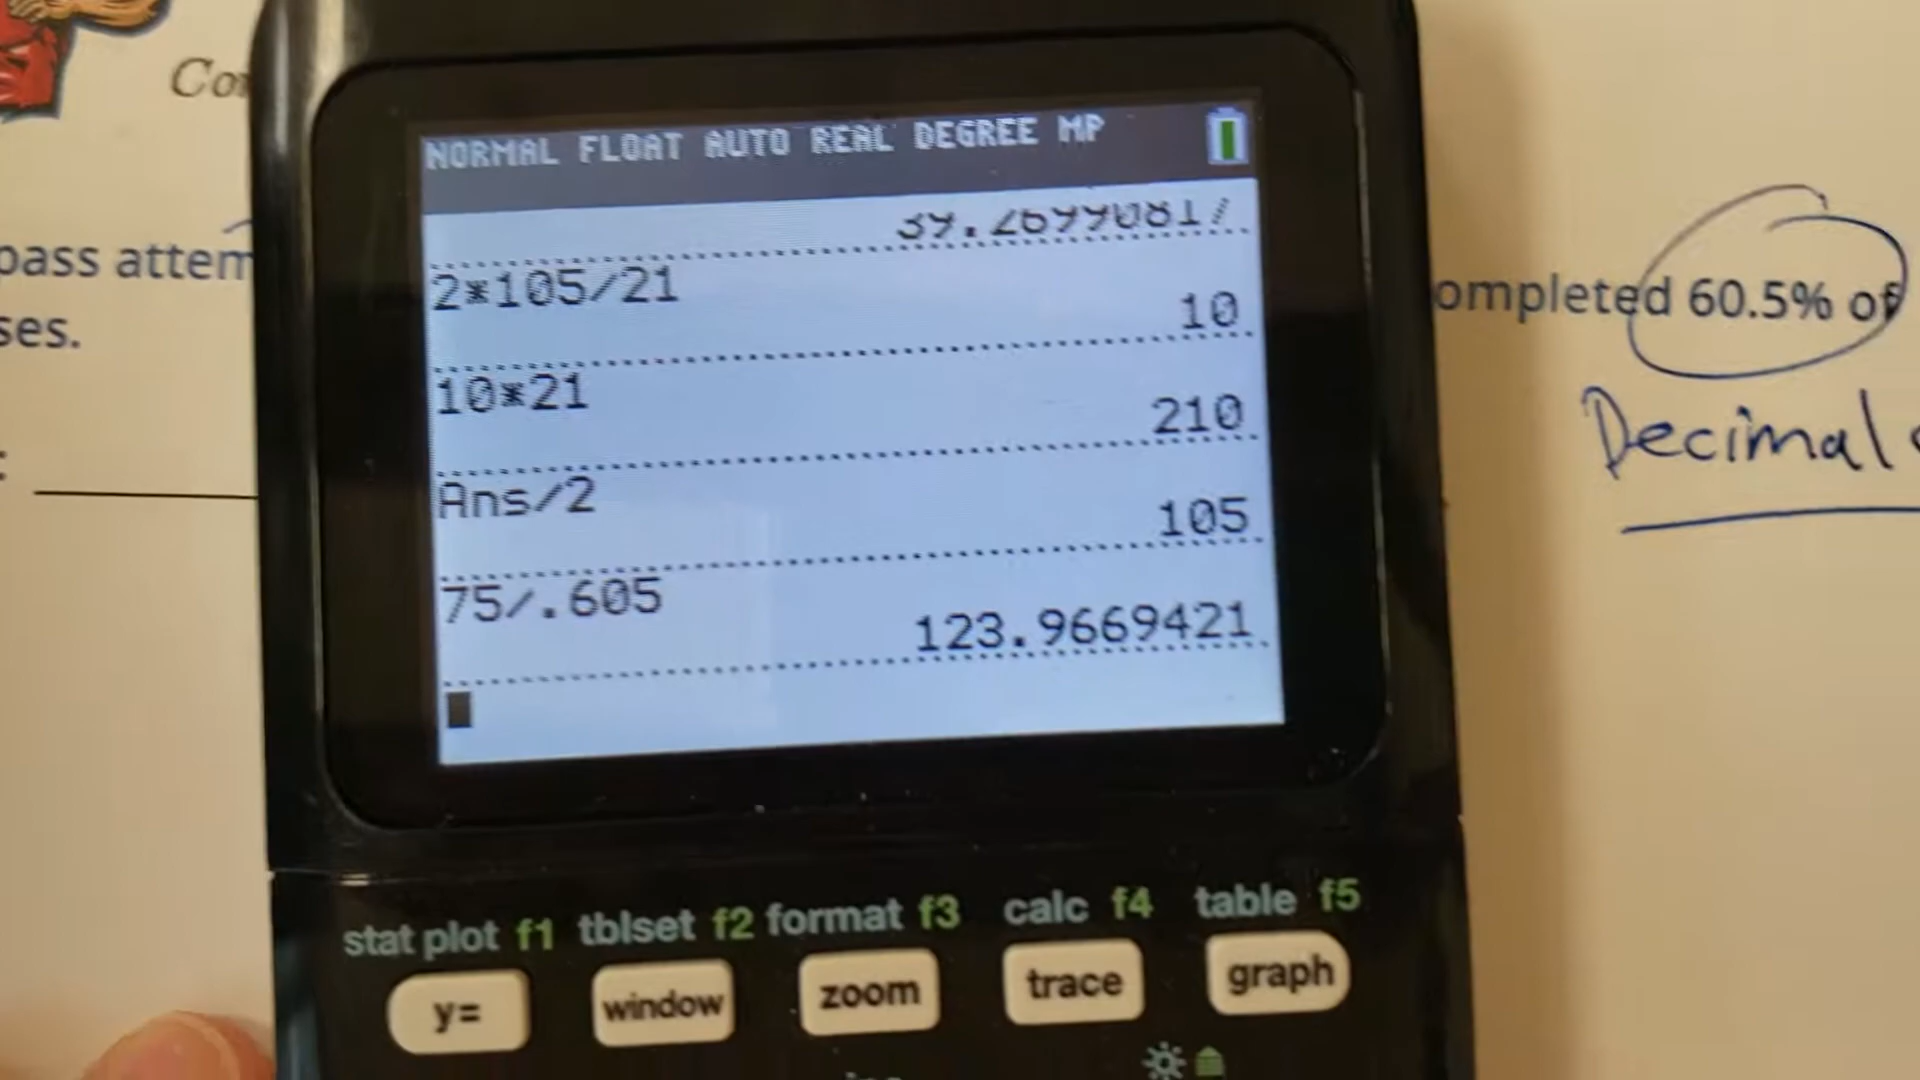 Co
NORMAL FLOAT AUTO REAL DEGREE MP
39.26990817
2*105/21
10
10*21
210
Ans/2
105
75/.605
123.9669421
pass attem
ses.
:
ompleted 60.5% of
Decimal
stat plot f1 tblset f2 format f3 calc f4 table f5
y= window zoom trace graph